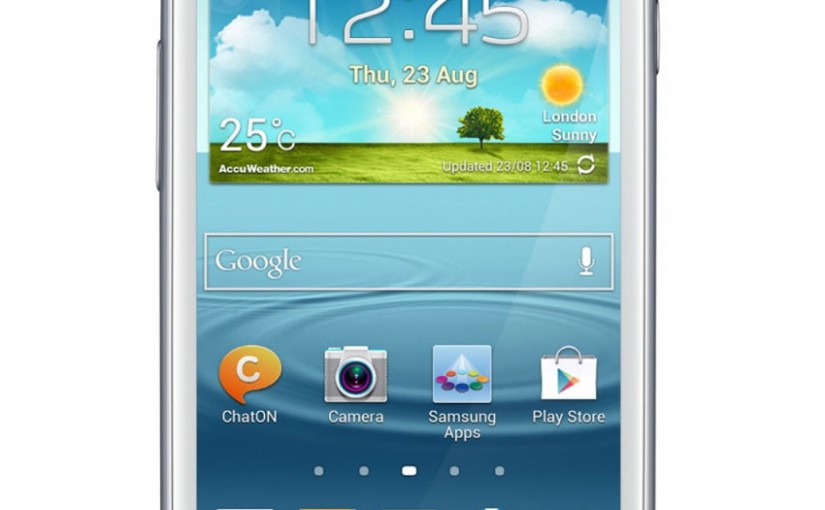 12:45
Thu, 23 Aug
25°C
London
Sunny
AccuWeather.com
Updated 23/08 12:45
Google
C
ChatON
Camera
Samsung
Apps
Play Store